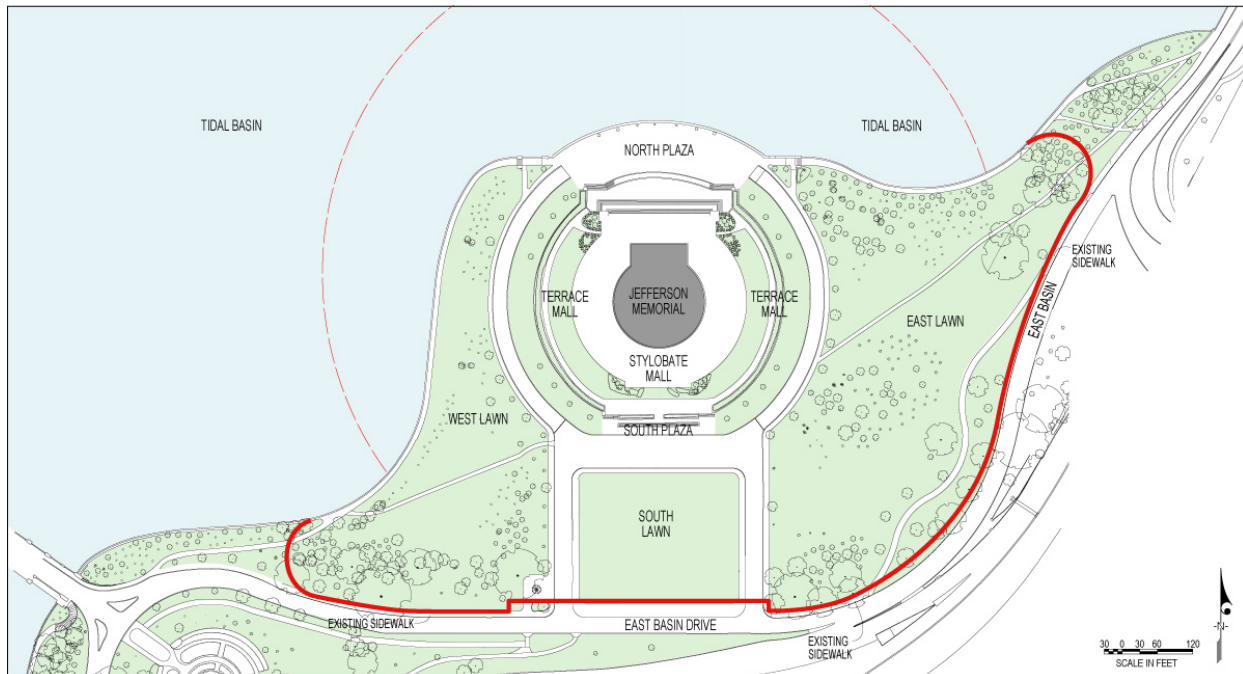 TIDAL BASIN
TIDAL BASIN
NORTH PLAZA
EXISTING
SIDEWALK
TERRACE
MALL
JEFFERSON
MEMORIAL
TERRACE
MALL
EAST BASIN
EAST LAWN
STYLOBATE
MALL
WEST LAWN
SOUTH PLAZA
SOUTH
LAWN
EXISTING SIDEWALK
EAST BASIN DRIVE
EXISTING
SIDEWALK
-N-
30 0 30 60 120
SCALE IN FEET